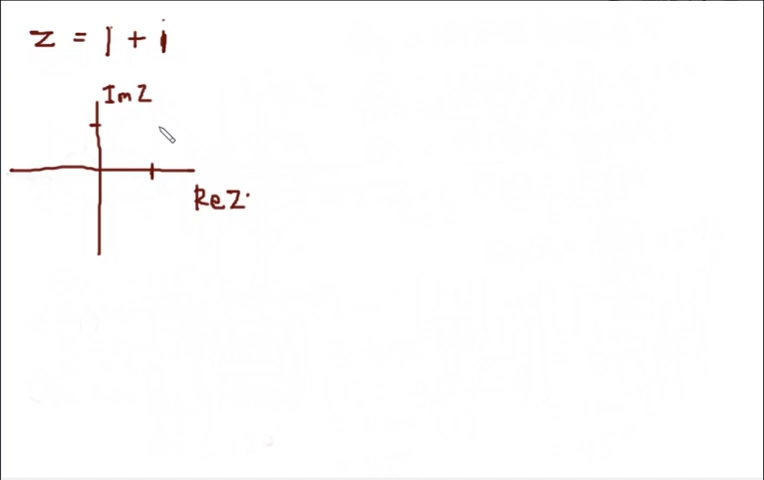 z = 1 + i
Im Z
Re Z